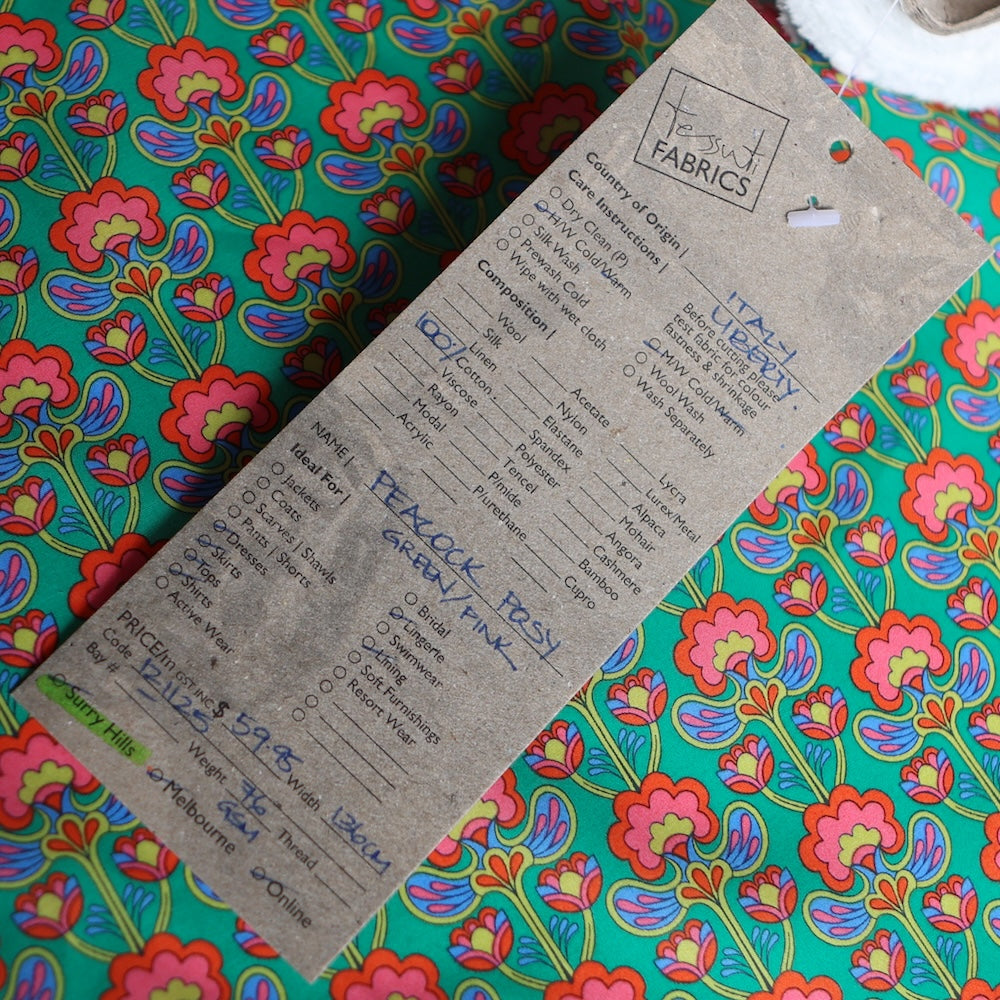 Tessuti
FABRICS
Country of Origin | ITALY
LIBERTY.
Care Instructions |
Before cutting please
test fabric for colour
fastness & shrinkage
Dry Clean (P)
H/W Cold/Warm
Silk Wash
Prewash Cold
Wipe with wet cloth
M/W Cold/Warm
Wool Wash
Wash Separately
Composition |
Wool
Silk
Linen
100% Cotton
Viscose
Rayon
Modal
Acrylic
Acetate
Nylon
Elastane
Spandex
Polyester
Tencel
P/mide
P/urethane
Lycra
Lurex/Metal
Alpaca
Mohair
Angora
Cashmere
Bamboo
Cupro
NAME | PEACOCK POSY
GREEN/PINK
Ideal For |
Jackets
Coats
Scarves | Shawls
Pants | Shorts
Dresses
Skirts
Tops
Shirts
Active Wear
Bridal
Lingerie
Swimwear
Lining
Soft Furnishings
Resort Wear
PRICE/m GST INC $ 59.95
Code 121125
Width 136CM
Bay #
Weight 76
GSM
Thread
Surry Hills
Melbourne
Online